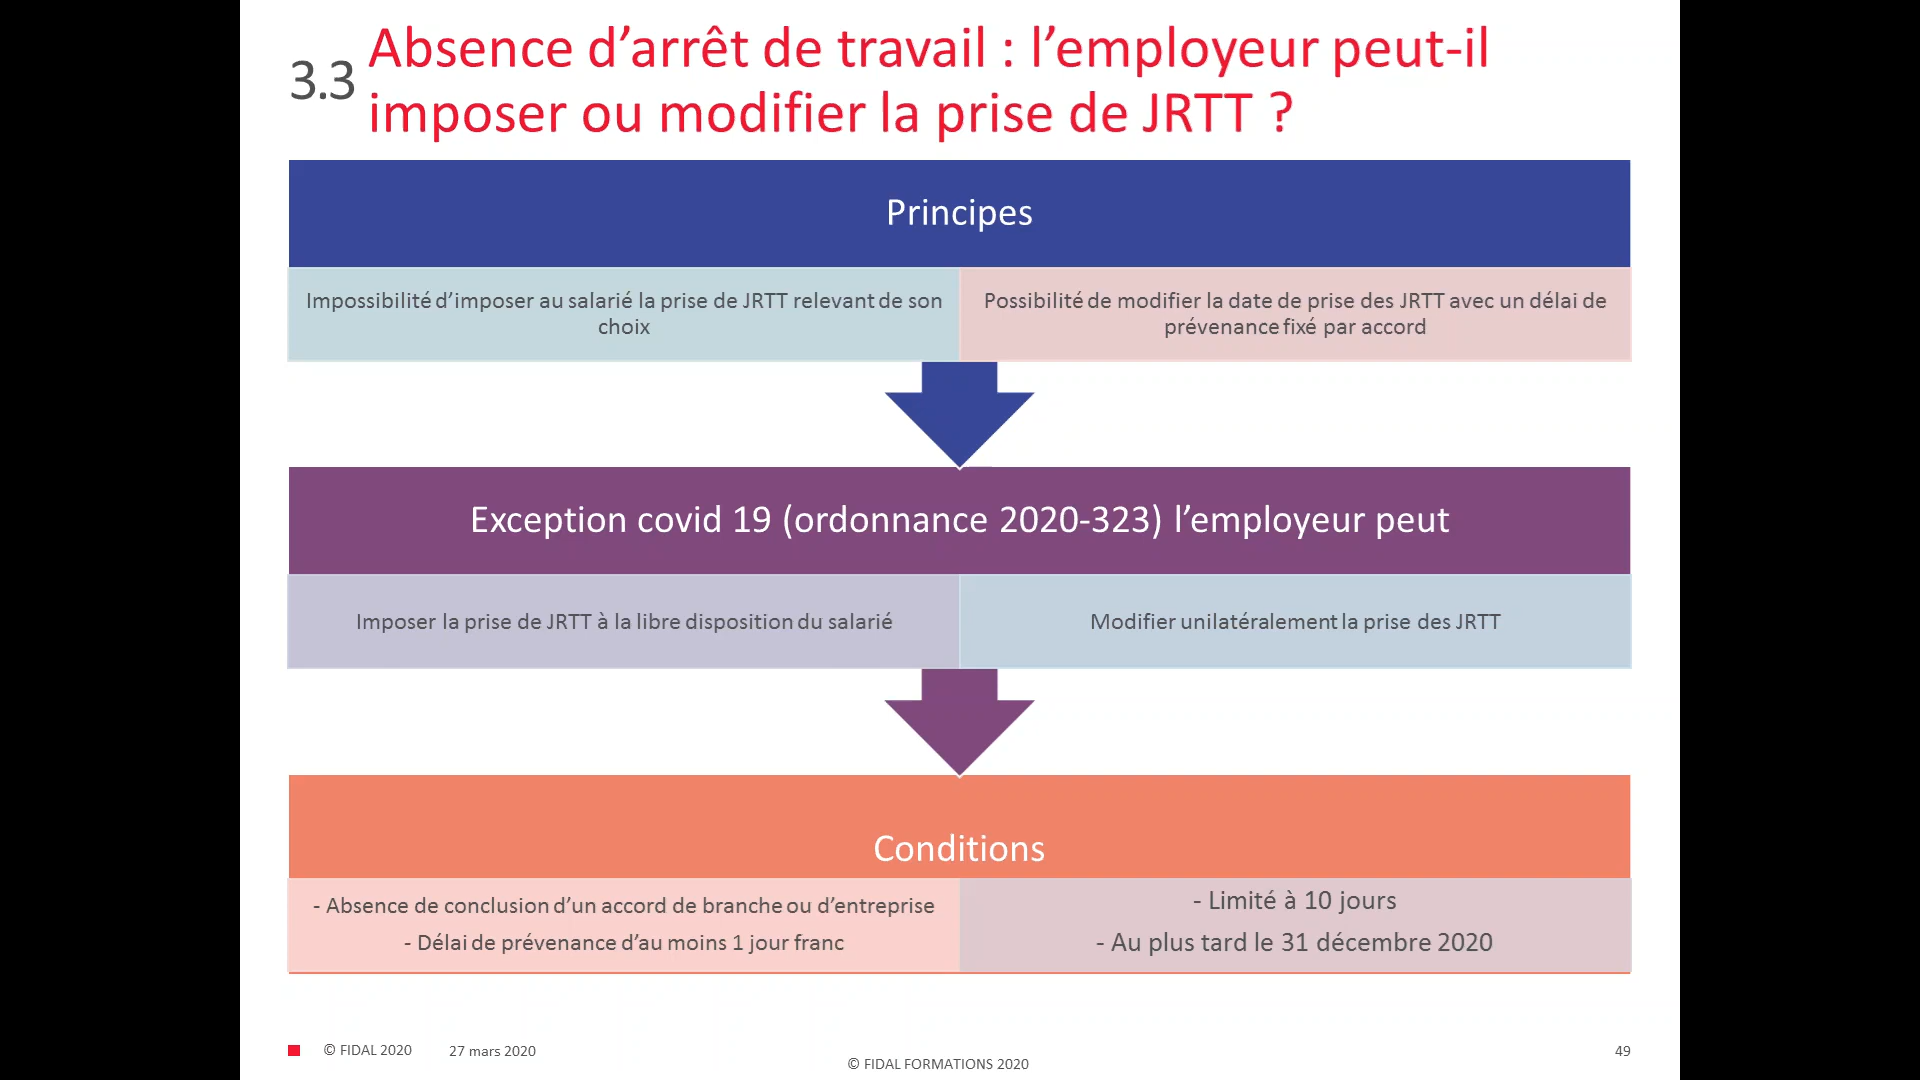 3.3
Absence d’arrêt de travail : l’employeur peut-il
imposer ou modifier la prise de JRTT ?
Principes
Impossibilité d’imposer au salarié la prise de JRTT relevant de son
choix
Possibilité de modifier la date de prise des JRTT avec un délai de
prévenance fixé par accord
Exception covid 19 (ordonnance 2020-323) l’employeur peut
Imposer la prise de JRTT à la libre disposition du salarié
Modifier unilatéralement la prise des JRTT
Conditions
- Absence de conclusion d’un accord de branche ou d’entreprise
- Délai de prévenance d’au moins 1 jour franc
- Limité à 10 jours
- Au plus tard le 31 décembre 2020
© FIDAL 2020
27 mars 2020
© FIDAL FORMATIONS 2020
49